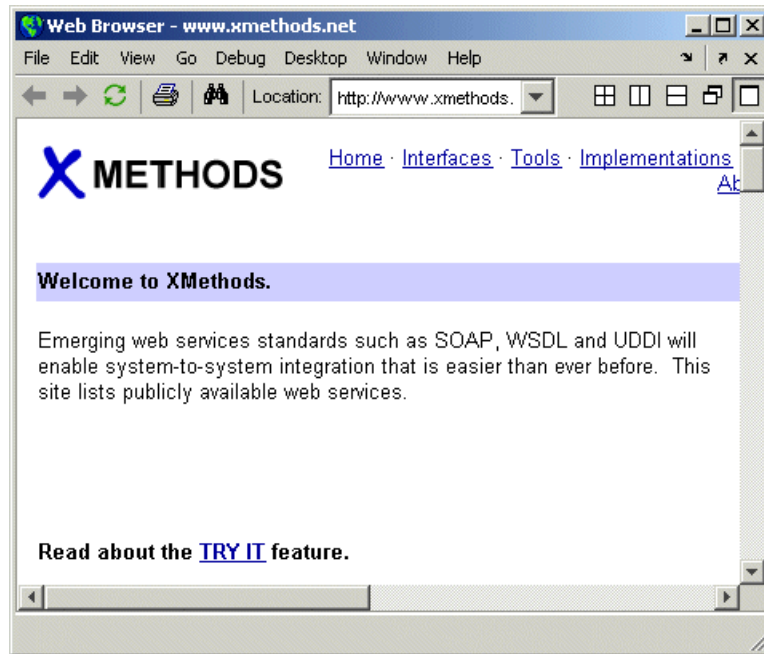 Web Browser - www.xmethods.net
File Edit View Go Debug Desktop Window Help
Location: http://www.xmethods.
X METHODS
Home · Interfaces · Tools · Implementations
Ab
Welcome to XMethods.
Emerging web services standards such as SOAP, WSDL and UDDI will
enable system-to-system integration that is easier than ever before. This
site lists publicly available web services.
Read about the TRY IT feature.